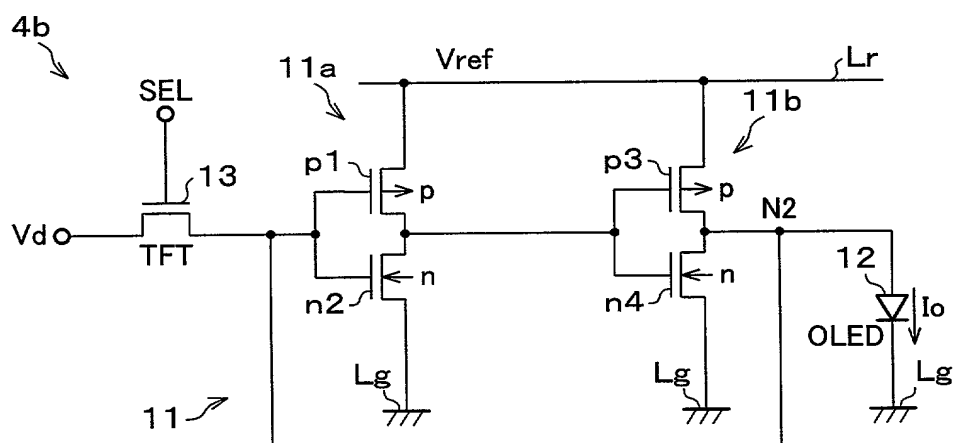 4b
Vref
Lr
11a
SEL
11b
p1
p3
13
p
p
N2
Vd
TFT
12
n
n
n2
n4
Io
OLED
Lg
Lg
Lg
11